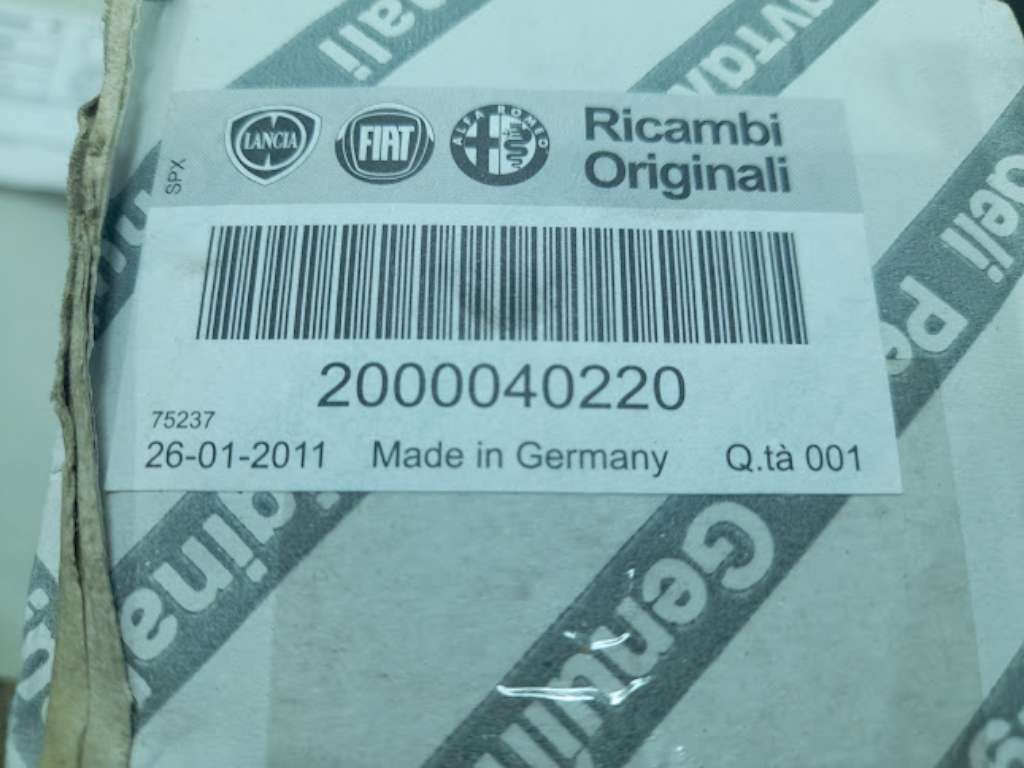 LANCIA FIAT ALFA ROMEO Ricambi
Originali
SPX
2000040220
75237
26-01-2011 Made in Germany Q.tà 001